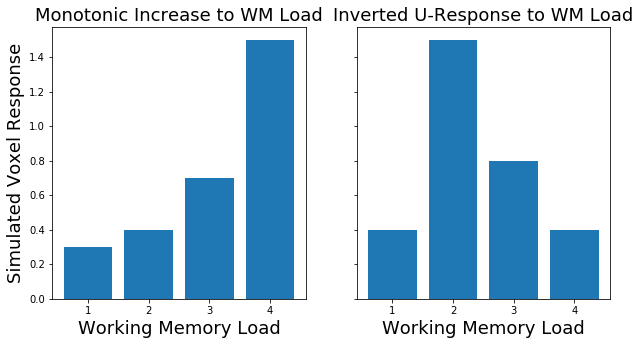 Monotonic Increase to WM Load
Inverted U-Response to WM Load
Simulated Voxel Response
1.4
1.2
1.0
0.8
0.6
0.4
0.2
0.0
1 2 3 4
1 2 3 4
Working Memory Load
Working Memory Load